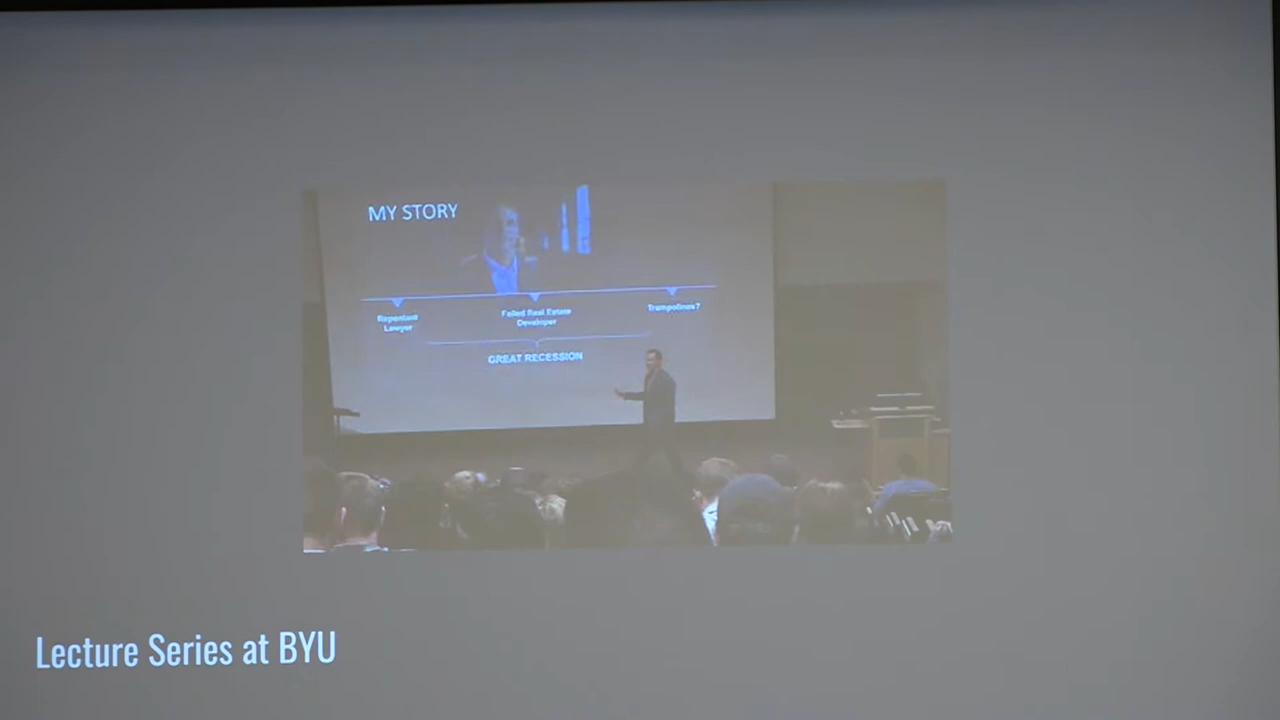 MY STORY
Repentant
Lawyer
Failed Real Estate
Developer
Trampolines?
GREAT RECESSION
Lecture Series at BYU